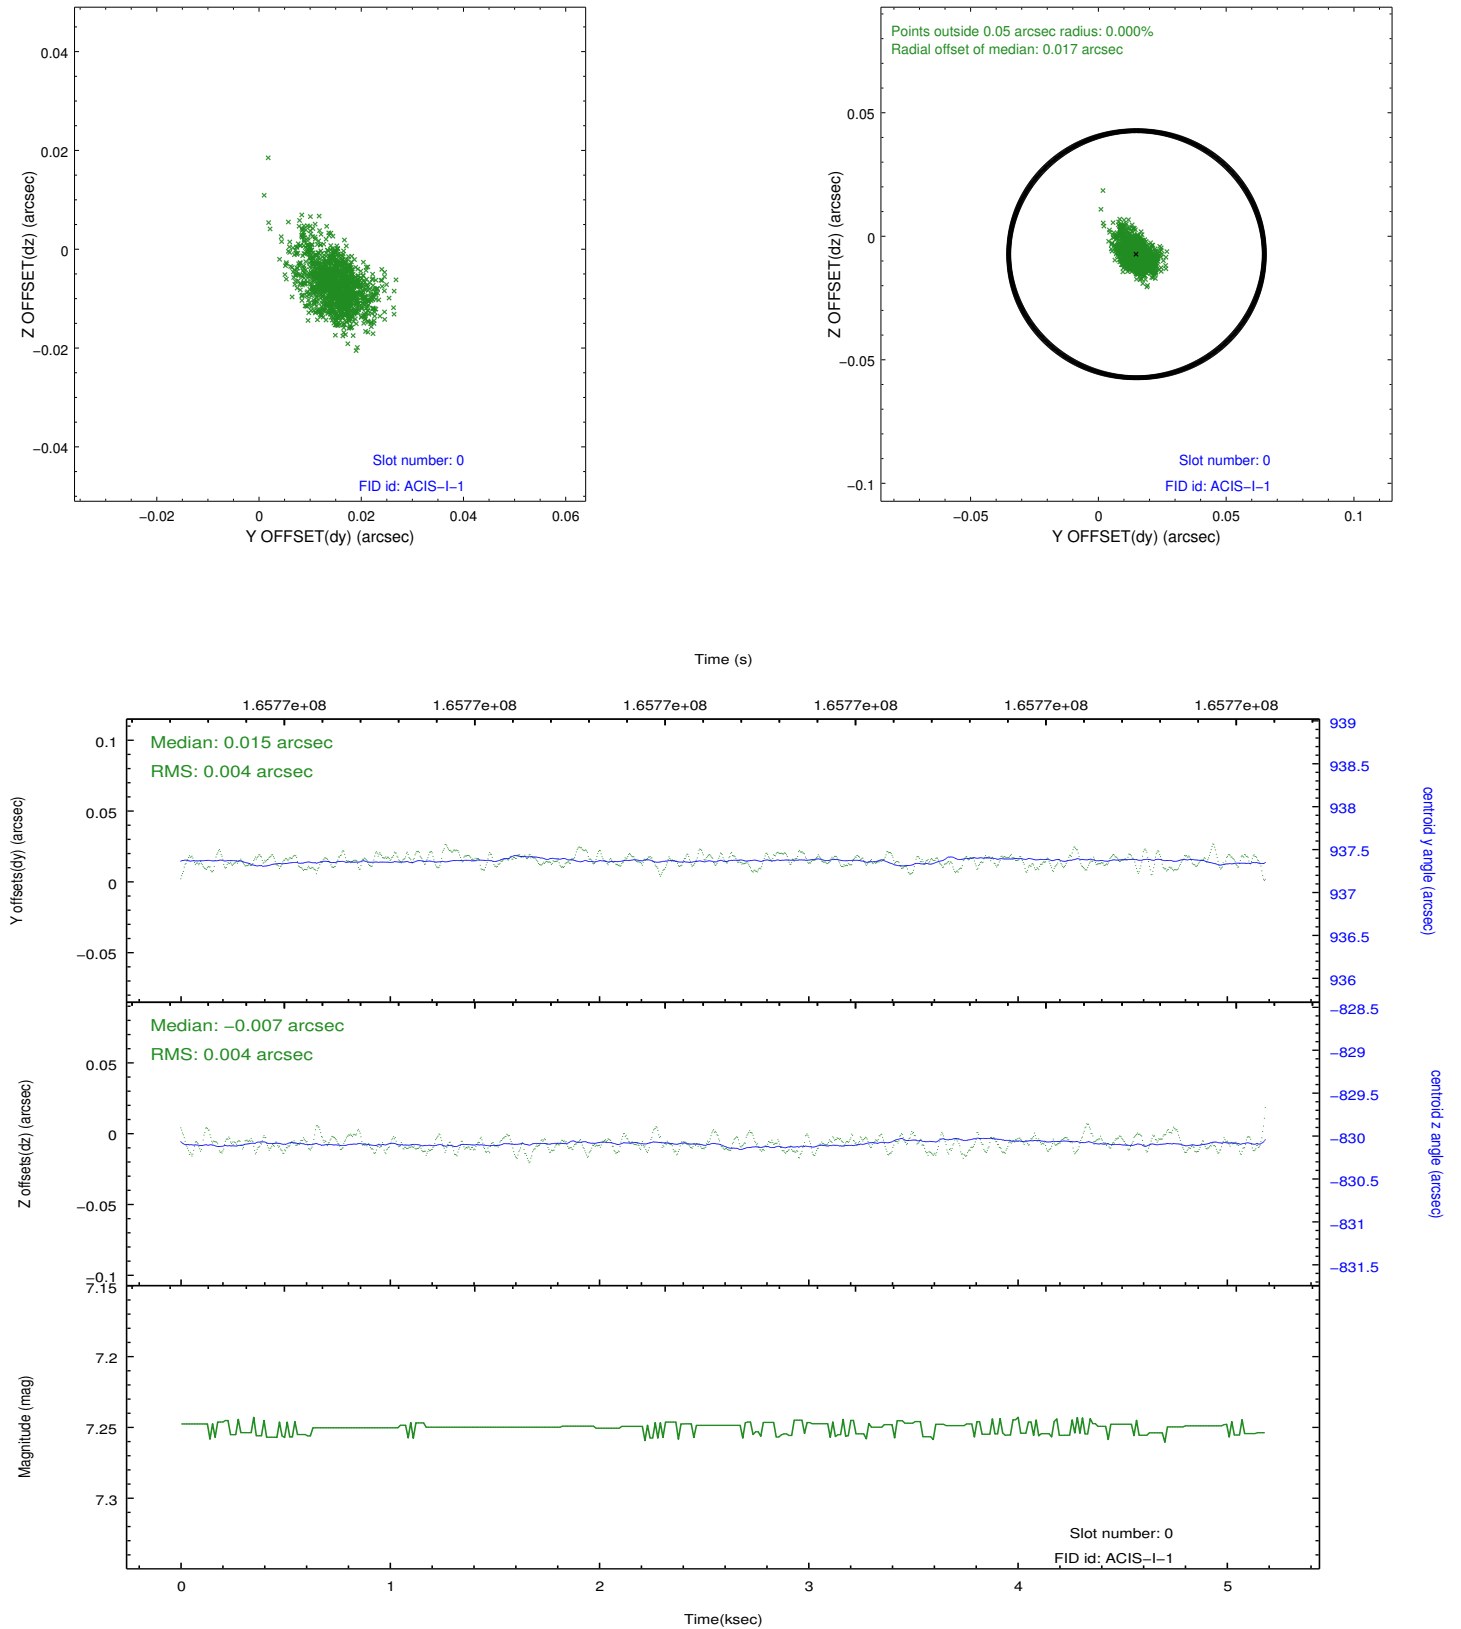 0.04
0.02
0
−0.02
−0.04
Z OFFSET(dz) (arcsec)
Slot number: 0
FID id: ACIS−I−1
−0.02 0 0.02 0.04 0.06
Y OFFSET(dy) (arcsec)
Points outside 0.05 arcsec radius: 0.000%
Radial offset of median: 0.017 arcsec
0.05
0
−0.05
−0.1
Z OFFSET(dz) (arcsec)
Slot number: 0
FID id: ACIS−I−1
−0.05 0 0.05 0.1
Y OFFSET(dy) (arcsec)
Time (s)
1.6577e+08 1.6577e+08 1.6577e+08 1.6577e+08 1.6577e+08 1.6577e+08
Median: 0.015 arcsec
RMS: 0.004 arcsec
0.1
0.05
0
−0.05
Y offsets(dy) (arcsec)
939
938.5
938
937.5
937
936.5
936
centroid y angle (arcsec)
Median: −0.007 arcsec
RMS: 0.004 arcsec
0.05
0
−0.05
−0.1
Z offsets(dz) (arcsec)
−828.5
−829
−829.5
−830
−830.5
−831
−831.5
centroid z angle (arcsec)
7.15
7.2
7.25
7.3
Magnitude (mag)
Slot number: 0
FID id: ACIS−I−1
0 1 2 3 4 5
Time(ksec)